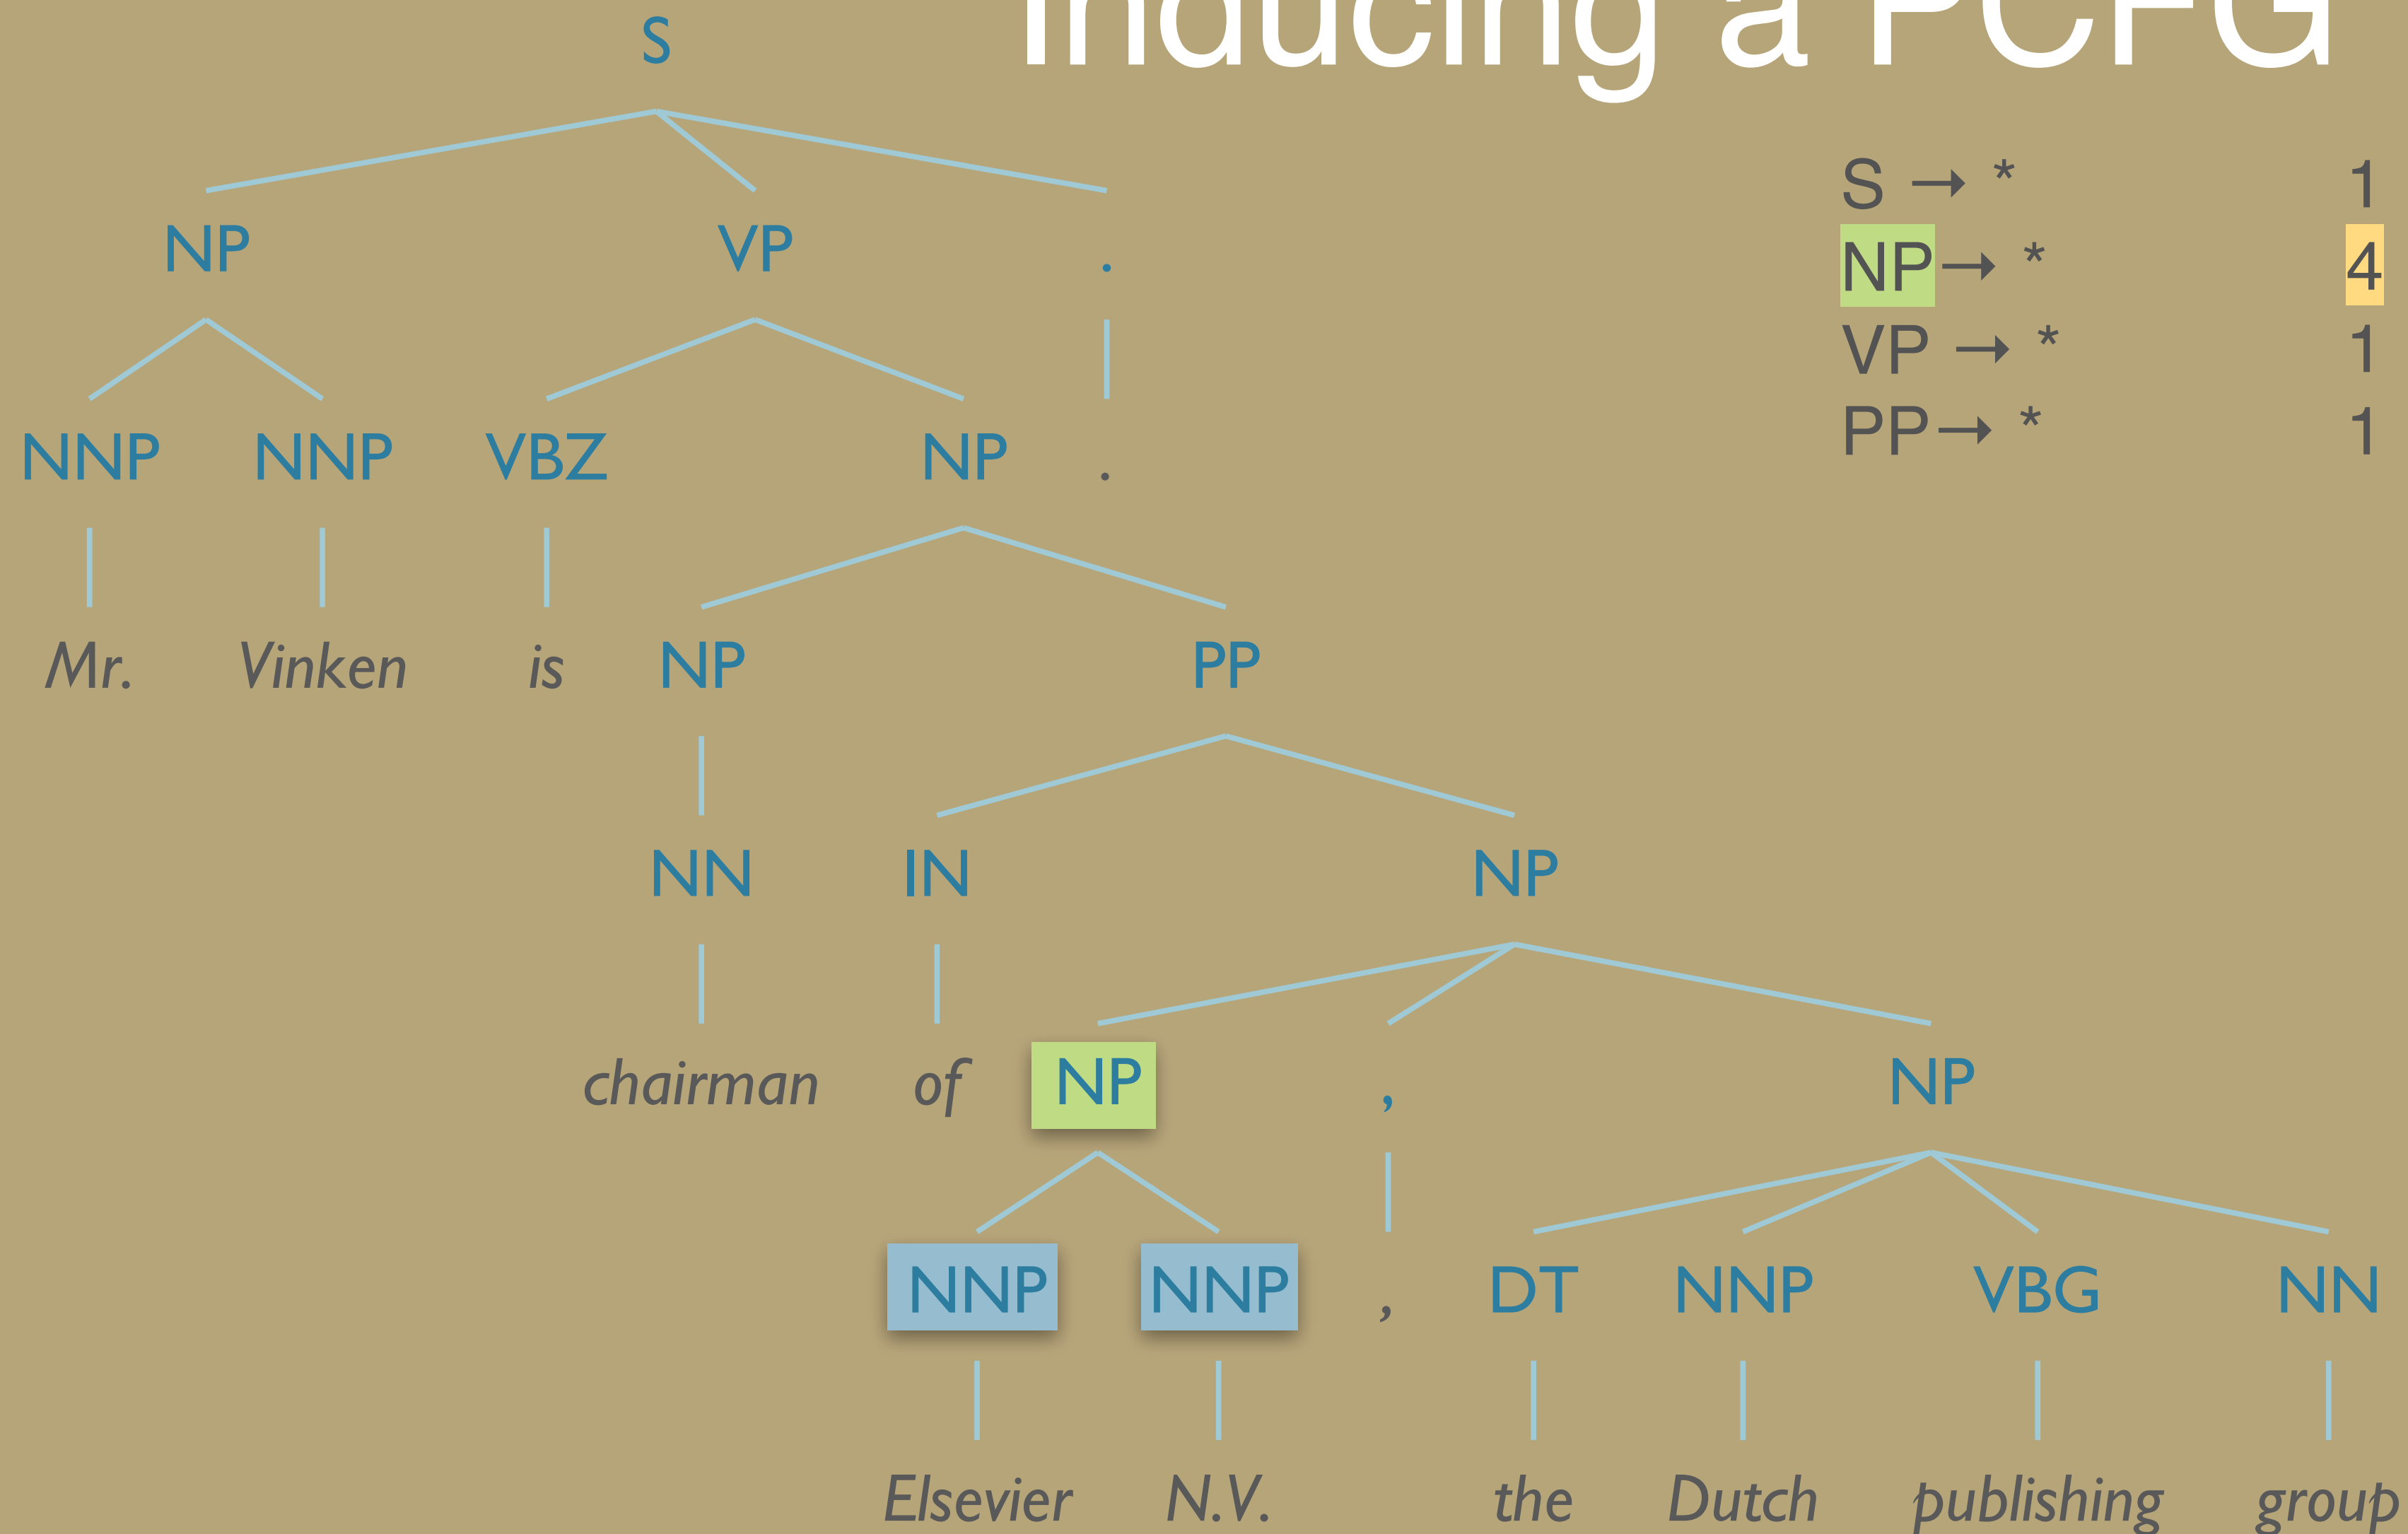 Inducing a PCFG
S
S → * 1
NP VP .
NP → * 4
VP → * 1
NNP NNP VBZ NP .
PP → * 1
Mr. Vinken is NP PP
NN IN NP
chairman of NP , NP
NNP NNP , DT NNP VBG NN
Elsevier N.V. the Dutch publishing group